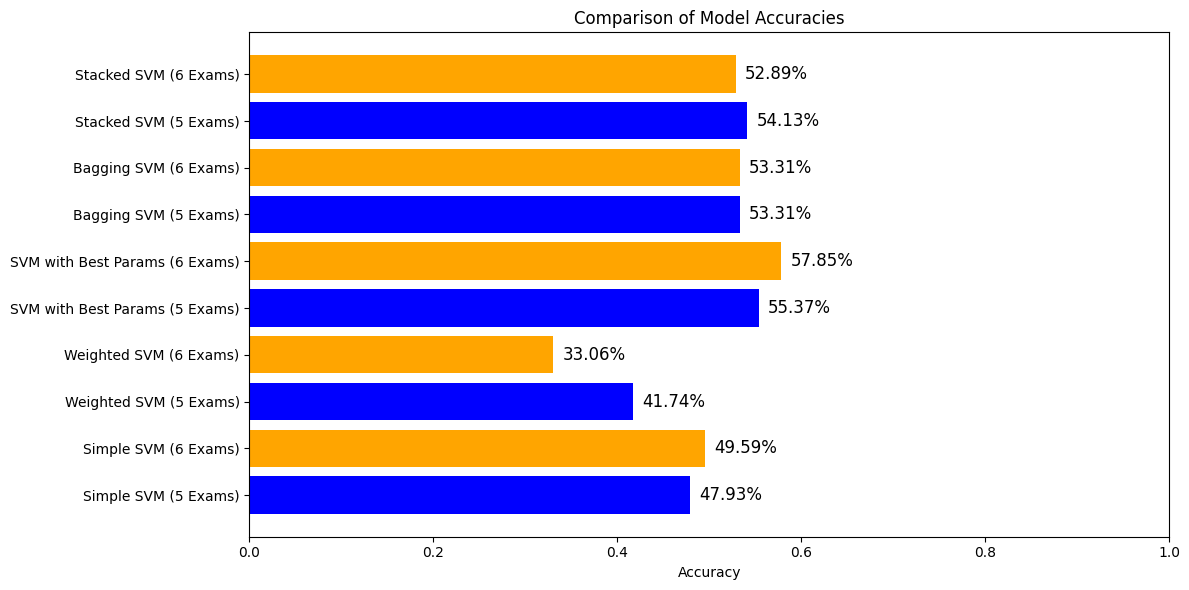 Comparison of Model Accuracies
Stacked SVM (6 Exams) 52.89%
Stacked SVM (5 Exams) 54.13%
Bagging SVM (6 Exams) 53.31%
Bagging SVM (5 Exams) 53.31%
SVM with Best Params (6 Exams) 57.85%
SVM with Best Params (5 Exams) 55.37%
Weighted SVM (6 Exams) 33.06%
Weighted SVM (5 Exams) 41.74%
Simple SVM (6 Exams) 49.59%
Simple SVM (5 Exams) 47.93%
0.0 0.2 0.4 0.6 0.8 1.0
Accuracy